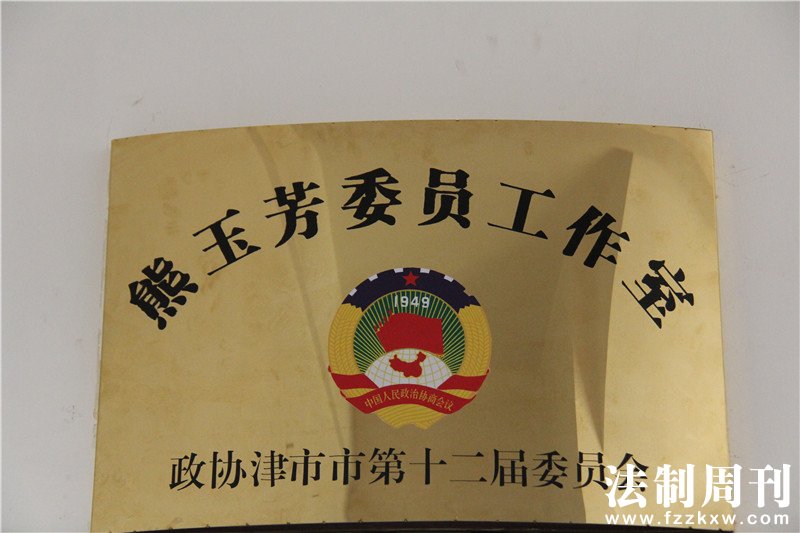 熊玉芳委员工作室
1949
中国人民政治协商会议
政协津市市第十二届委员会
法制周刊
www.fzzkxw.com